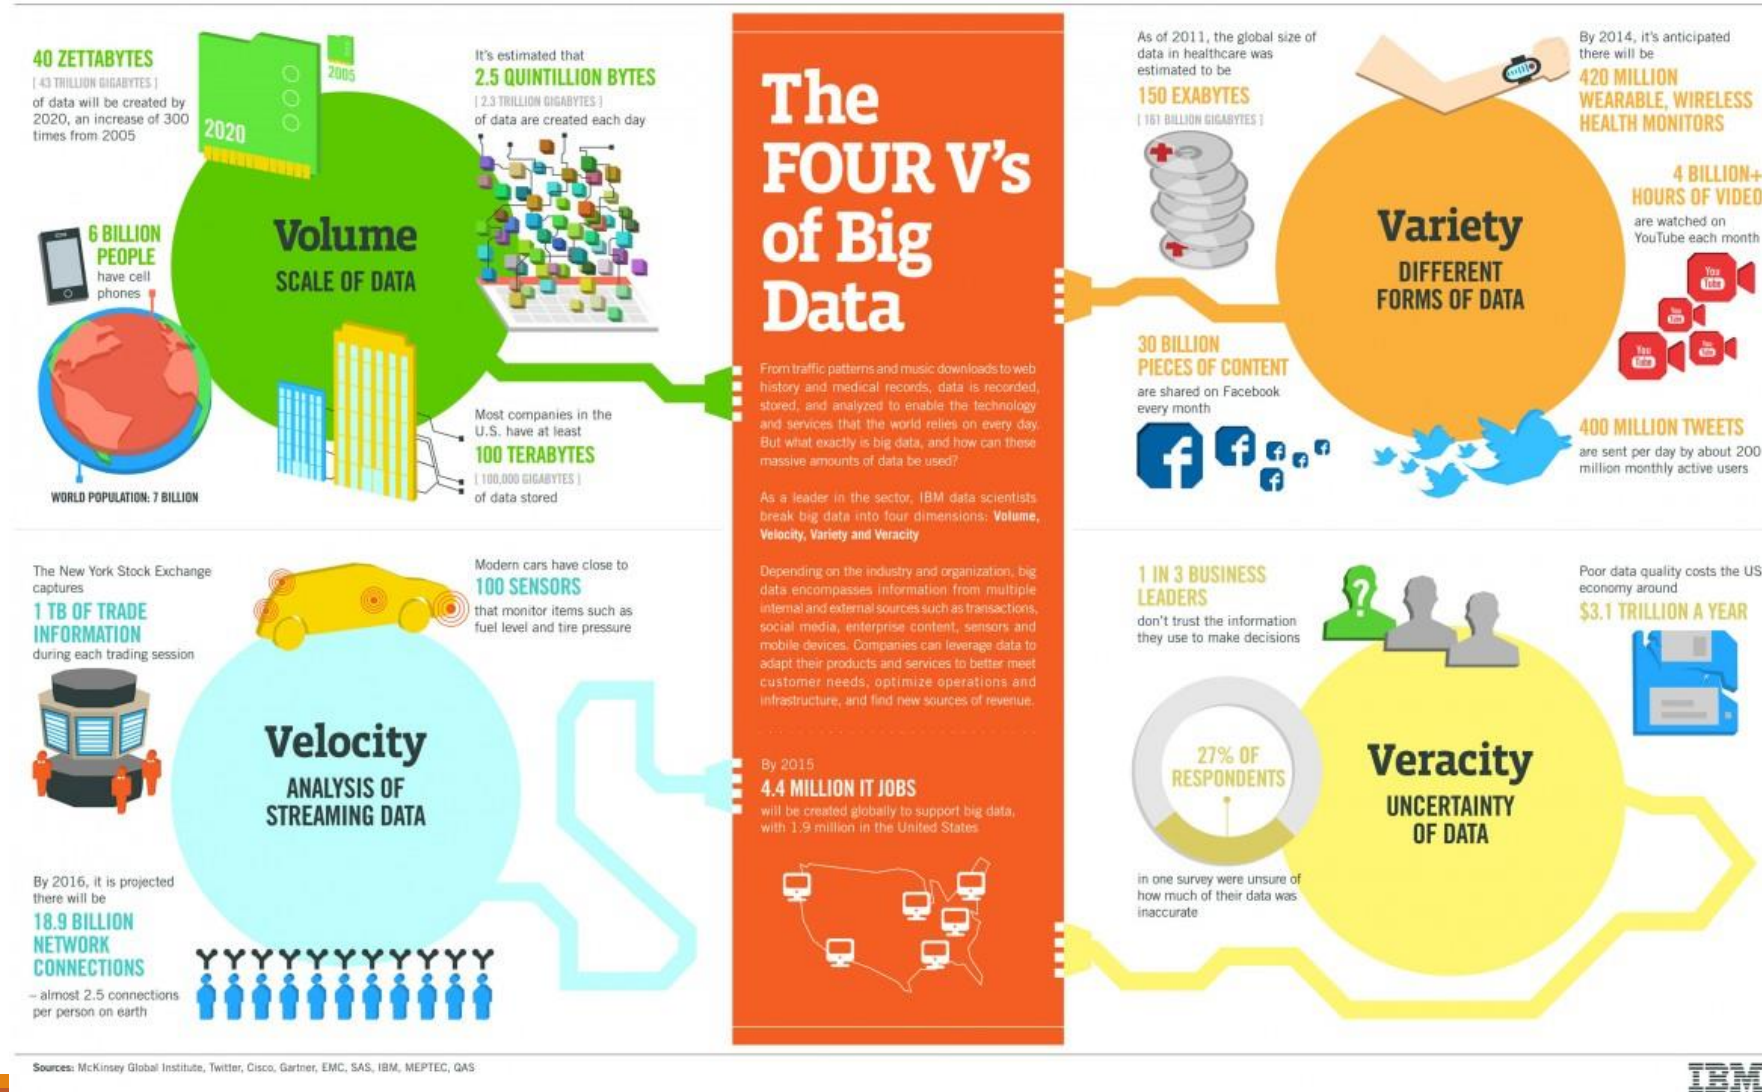 40 ZETTABYTES
[ 43 TRILLION GIGABYTES ]
of data will be created by
2020, an increase of 300
times from 2005
2020
2005
It's estimated that
2.5 QUINTILLION BYTES
[ 2.3 TRILLION GIGABYTES ]
of data are created each day
6 BILLION
PEOPLE
have cell
phones
Volume
SCALE OF DATA
WORLD POPULATION: 7 BILLION
Most companies in the
U.S. have at least
100 TERABYTES
[ 100,000 GIGABYTES ]
of data stored
The
FOUR V's
of Big
Data
From traffic patterns and music downloads to web
history and medical records, data is recorded,
stored, and analyzed to enable the technology
and services that the world relies on every day.
But what exactly is big data, and how can these
massive amounts of data be used?
As a leader in the sector, IBM data scientists
break big data into four dimensions: Volume,
Velocity, Variety and Veracity
Depending on the industry and organization, big
data encompasses information from multiple
internal and external sources such as transactions,
social media, enterprise content, sensors and
mobile devices. Companies can leverage data to
adapt their products and services to better meet
customer needs, optimize operations and
infrastructure, and find new sources of revenue.
By 2015
4.4 MILLION IT JOBS
will be created globally to support big data,
with 1.9 million in the United States
As of 2011, the global size of
data in healthcare was
estimated to be
150 EXABYTES
[ 161 BILLION GIGABYTES ]
By 2014, it's anticipated
there will be
420 MILLION
WEARABLE, WIRELESS
HEALTH MONITORS
4 BILLION+
HOURS OF VIDEO
are watched on
YouTube each month
You
Tube
You
Tube
You
Tube
You
Tube
Variety
DIFFERENT
FORMS OF DATA
30 BILLION
PIECES OF CONTENT
are shared on Facebook
every month
f
f
f
f
f
f
400 MILLION TWEETS
are sent per day by about 200
million monthly active users
The New York Stock Exchange
captures
1 TB OF TRADE
INFORMATION
during each trading session
Modern cars have close to
100 SENSORS
that monitor items such as
fuel level and tire pressure
Velocity
ANALYSIS OF
STREAMING DATA
By 2016, it is projected
there will be
18.9 BILLION
NETWORK
CONNECTIONS
– almost 2.5 connections
per person on earth
1 IN 3 BUSINESS
LEADERS
don't trust the information
they use to make decisions
?
Poor data quality costs the US
economy around
$3.1 TRILLION A YEAR
27% OF
RESPONDENTS
in one survey were unsure of
how much of their data was
inaccurate
Veracity
UNCERTAINTY
OF DATA
Sources: McKinsey Global Institute, Twitter, Cisco, Gartner, EMC, SAS, IBM, MEPTEC, QAS
IBM